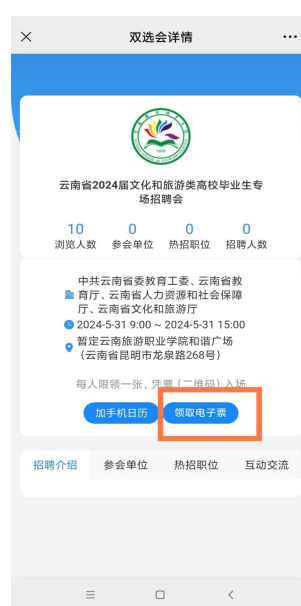 双选会详情
云南省2024届文化和旅游类高校毕业生专
场招聘会
10 0 0 0
浏览人数 参会单位 热招职位 招聘人数
中共云南省委教育工委、云南省教
育厅、云南省人力资源和社会保障
厅、云南省文化和旅游厅
2024-5-31 9:00 ~ 2024-5-31 15:00
暂定云南旅游职业学院和谐广场
（云南省昆明市龙泉路268号）
每人限领一张，凭票（二维码）入场
加手机日历 领取电子票
招聘介绍 参会单位 热招职位 互动交流